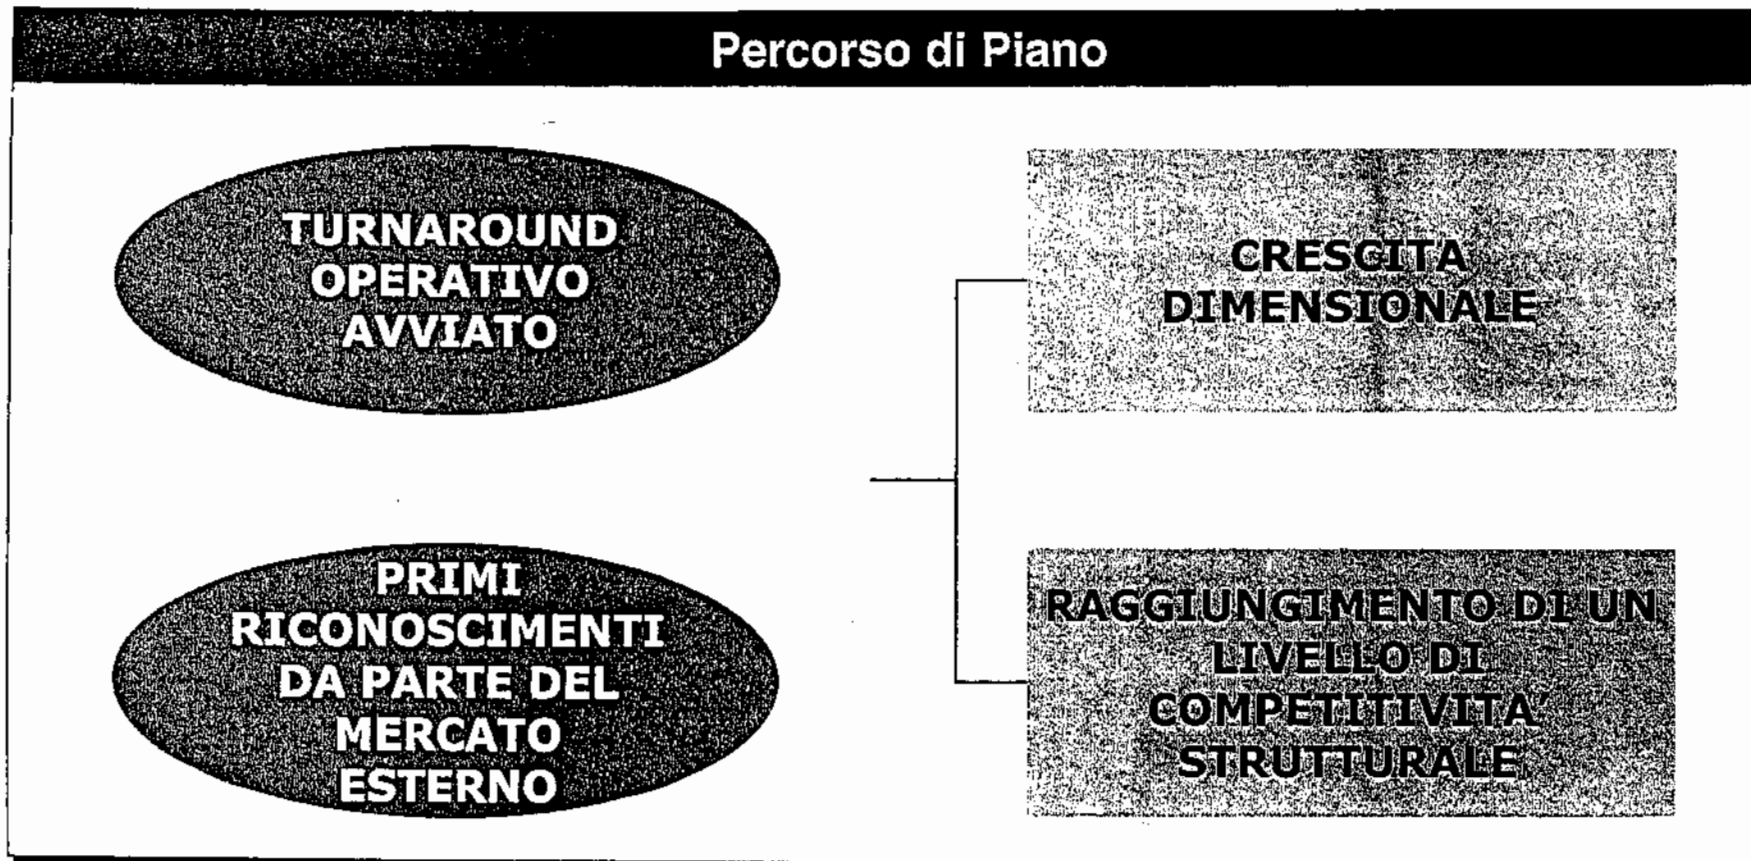 Percorso di Piano
TURNAROUND
OPERATIVO
AVVIATO
PRIMI
RICONOSCIMENTI
DA PARTE DEL
MERCATO
ESTERNO
CRESCITA
DIMENSIONALE
RAGGIUNGIMENTO DI UN
LIVELLO DI
COMPETITIVITA'
STRUTTURALE